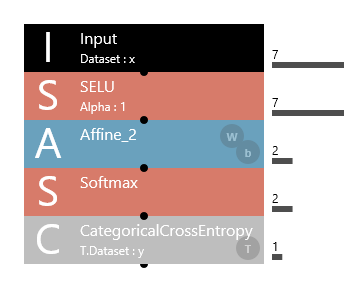 I
Input
Dataset : x
7
S
SELU
Alpha : 1
7
A
Affine_2
W
b
2
S
Softmax
2
C
CategoricalCrossEntropy
T.Dataset : y
T
1